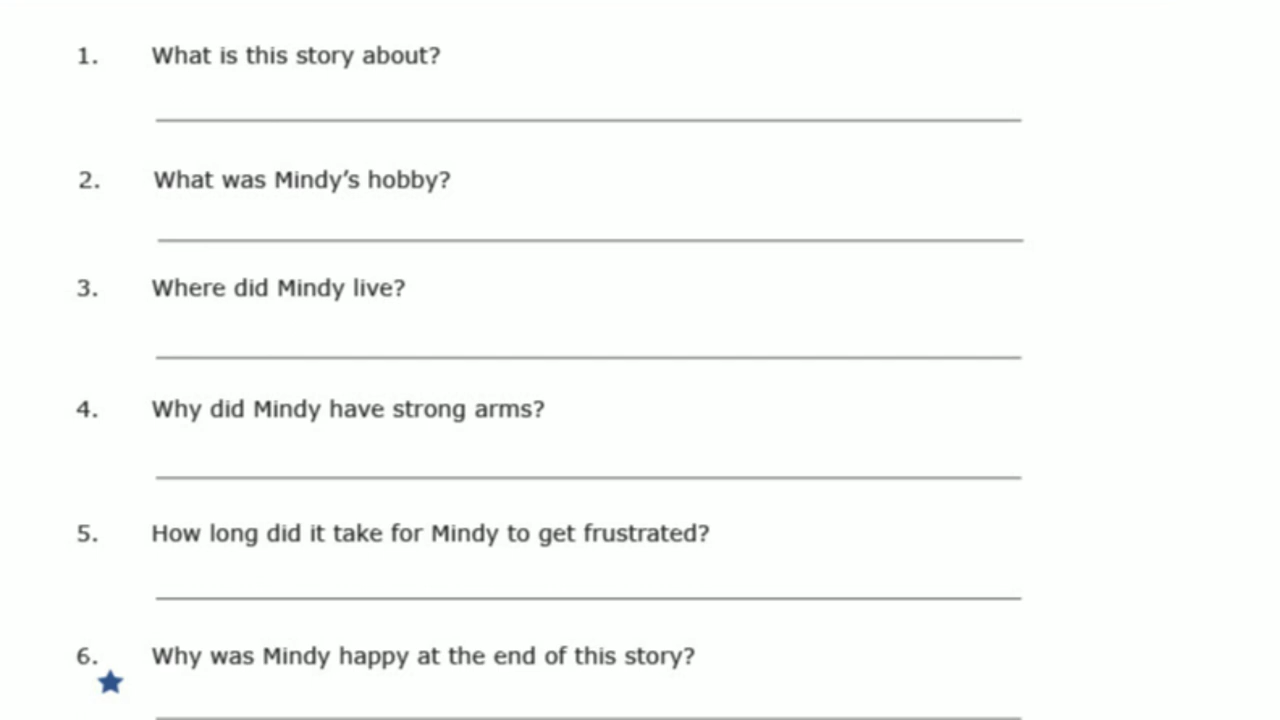 1. What is this story about?
2. What was Mindy’s hobby?
3. Where did Mindy live?
4. Why did Mindy have strong arms?
5. How long did it take for Mindy to get frustrated?
6. Why was Mindy happy at the end of this story?